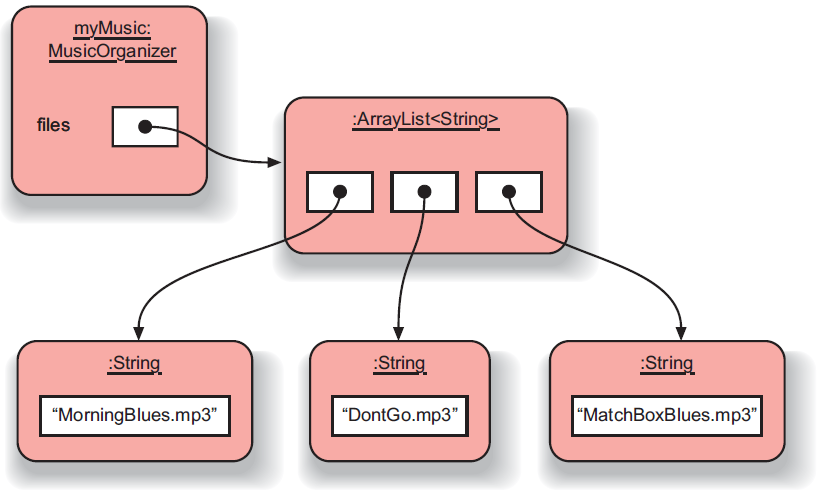 myMusic:
MusicOrganizer
files
:ArrayList<String>
:String
“MorningBlues.mp3”
:String
“DontGo.mp3”
:String
“MatchBoxBlues.mp3”